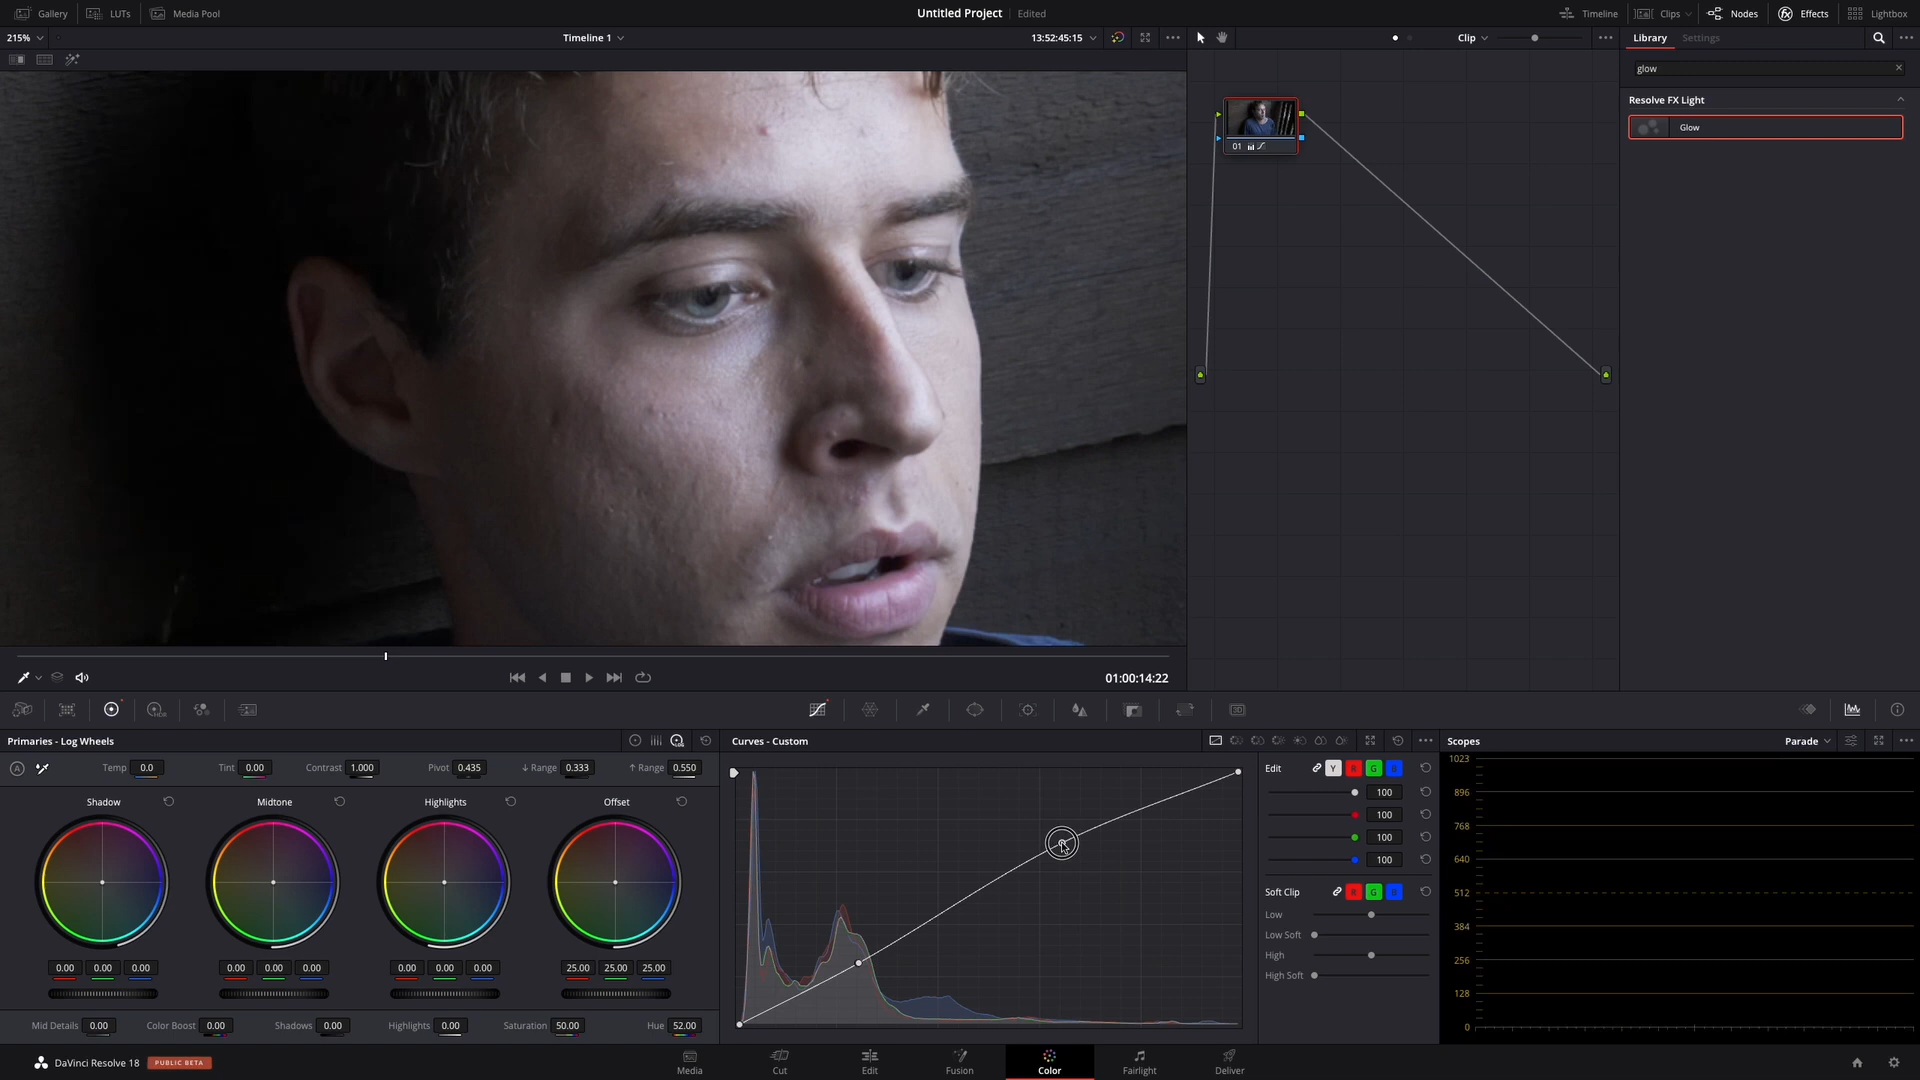 Gallery LUTs Media Pool Untitled Project Edited Timeline Clips Nodes Effects Lightbox
215% Timeline 1 13:52:45:15 Clip Library Settings
glow
Resolve FX Light
Glow
01
01:00:14:22
3D
Primaries - Log Wheels Curves - Custom Scopes Parade
A Temp 0.0 Tint 0.00 Contrast 1.000 Pivot 0.435 ↓ Range 0.333 ↑ Range 0.550 Edit Y R G B 1023
Shadow Midtone Highlights Offset 100 896
100 768
100 640
100
Soft Clip R G B 512
Low 384
Low Soft
High 256
0.00 0.00 0.00 0.00 0.00 0.00 0.00 0.00 0.00 25.00 25.00 25.00 High Soft
128
Mid Details 0.00 Color Boost 0.00 Shadows 0.00 Highlights 0.00 Saturation 50.00 Hue 52.00 0
DaVinci Resolve 18 PUBLIC BETA Media Cut Edit Fusion Color Fairlight Deliver